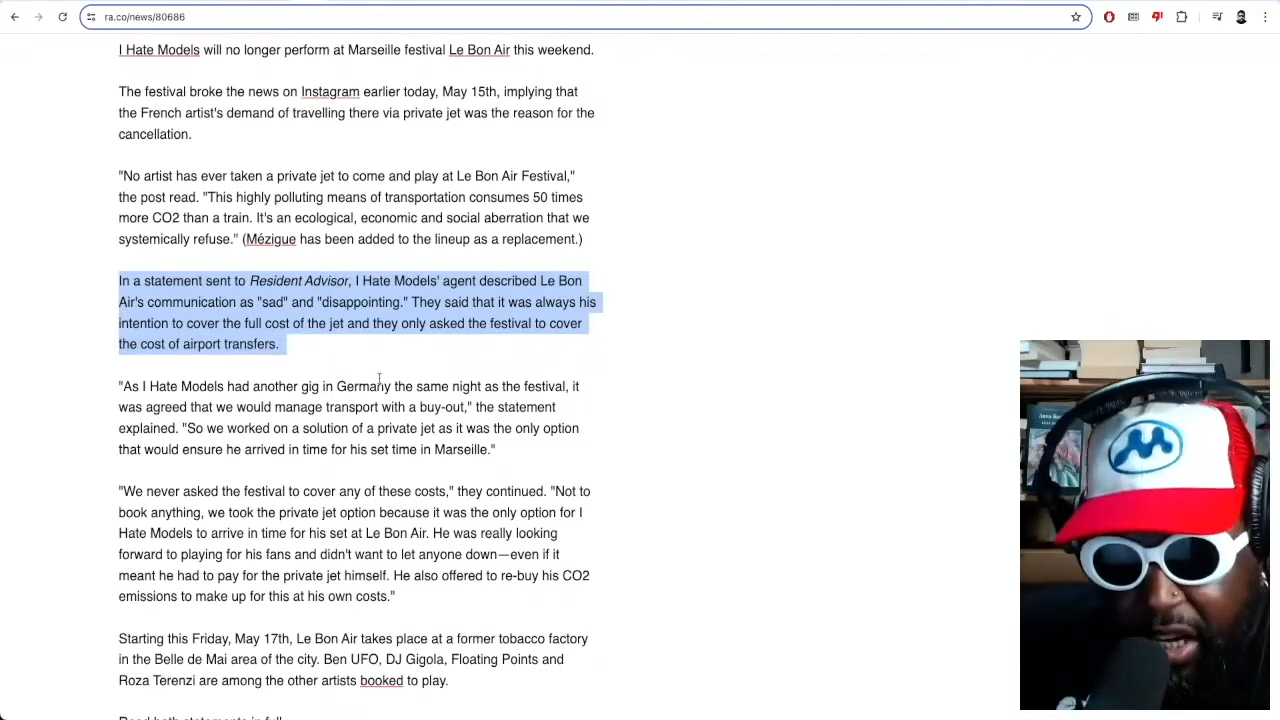 ra.co/news/80686
I Hate Models will no longer perform at Marseille festival Le Bon Air this weekend.
The festival broke the news on Instagram earlier today, May 15th, implying that
the French artist's demand of travelling there via private jet was the reason for the
cancellation.
"No artist has ever taken a private jet to come and play at Le Bon Air Festival,"
the post read. "This highly polluting means of transportation consumes 50 times
more CO2 than a train. It's an ecological, economic and social aberration that we
systemically refuse." (Mézigue has been added to the lineup as a replacement.)
In a statement sent to Resident Advisor, I Hate Models' agent described Le Bon
Air's communication as "sad" and "disappointing." They said that it was always his
intention to cover the full cost of the jet and they only asked the festival to cover
the cost of airport transfers.
"As I Hate Models had another gig in Germany the same night as the festival, it
was agreed that we would manage transport with a buy-out," the statement
explained. "So we worked on a solution of a private jet as it was the only option
that would ensure he arrived in time for his set time in Marseille."
"We never asked the festival to cover any of these costs," they continued. "Not to
book anything, we took the private jet option because it was the only option for I
Hate Models to arrive in time for his set at Le Bon Air. He was really looking
forward to playing for his fans and didn't want to let anyone down—even if it
meant he had to pay for the private jet himself. He also offered to re-buy his CO2
emissions to make up for this at his own costs."
Starting this Friday, May 17th, Le Bon Air takes place at a former tobacco factory
in the Belle de Mai area of the city. Ben UFO, DJ Gigola, Floating Points and
Roza Terenzi are among the other artists booked to play.
Read both statements in full